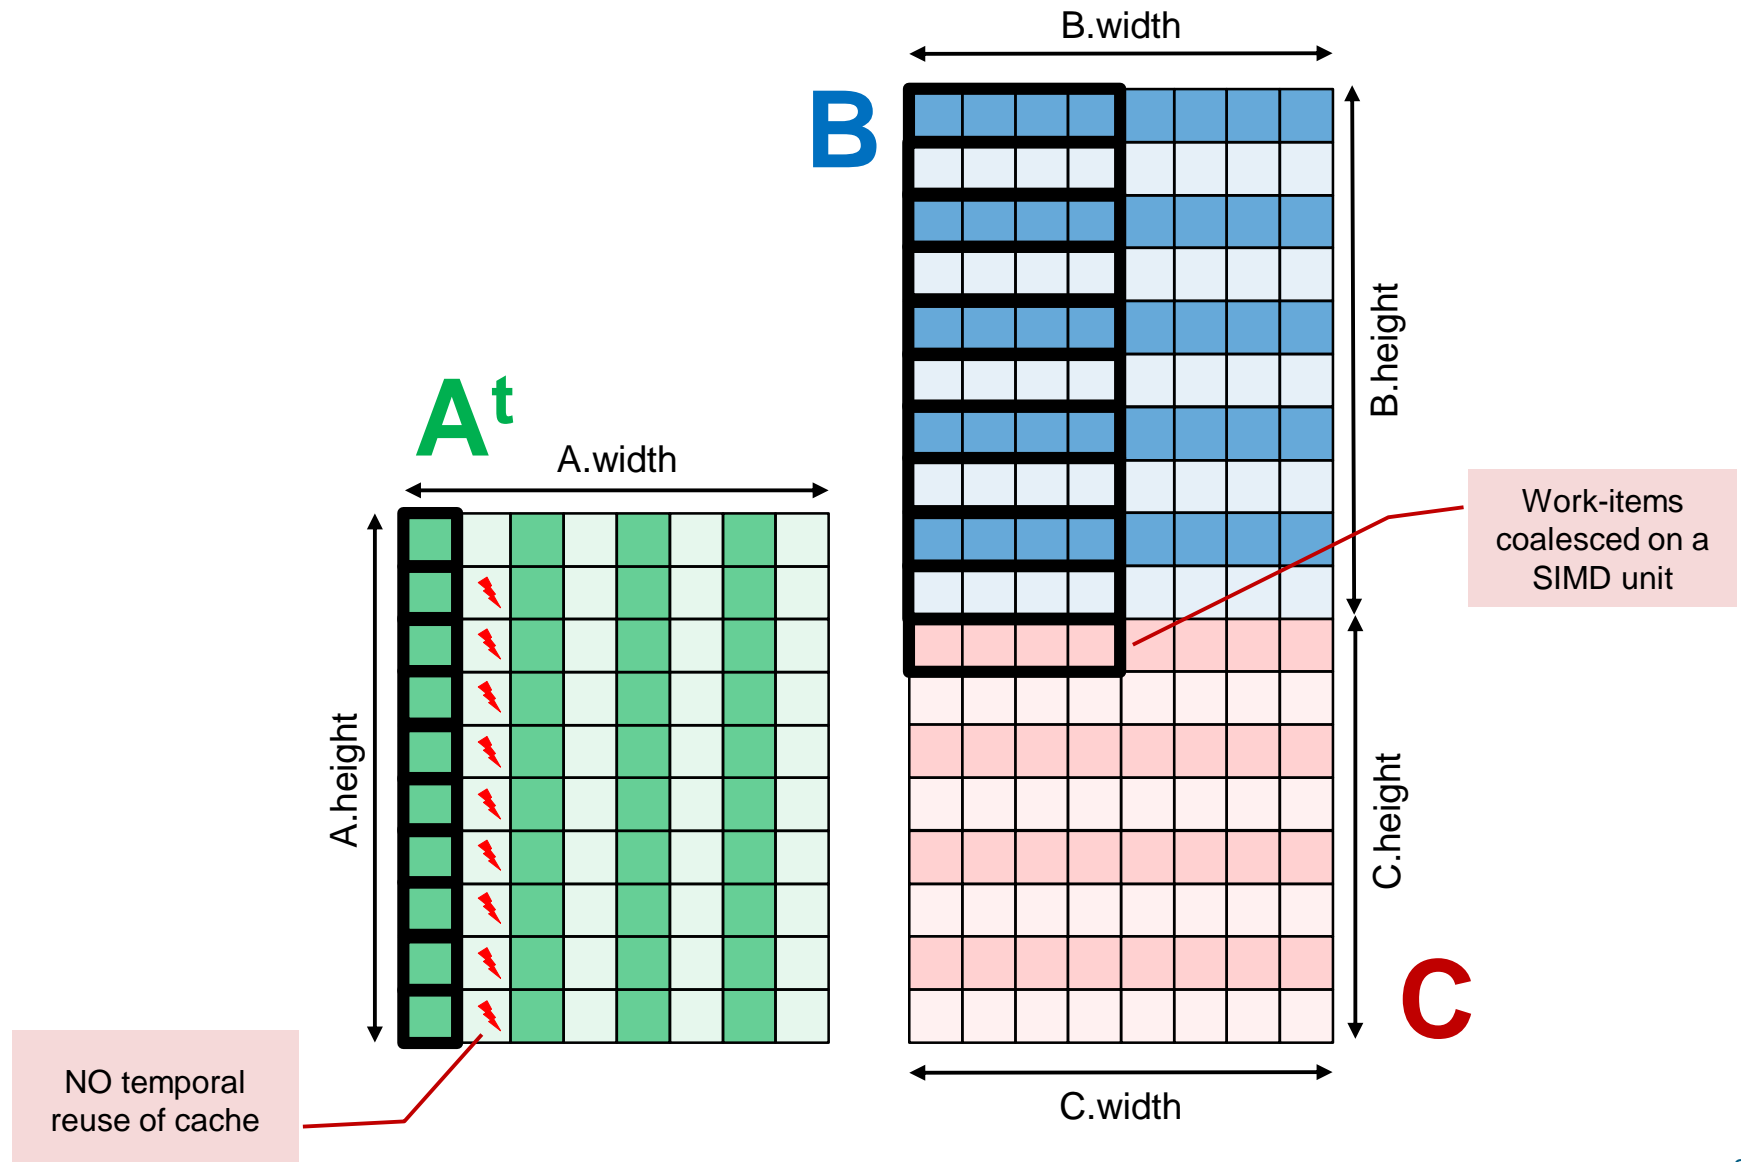 B.width
B
B.height
Aᵗ
A.width
Work-items
coalesced on a
SIMD unit
A.height
C.height
C
NO temporal
reuse of cache
C.width